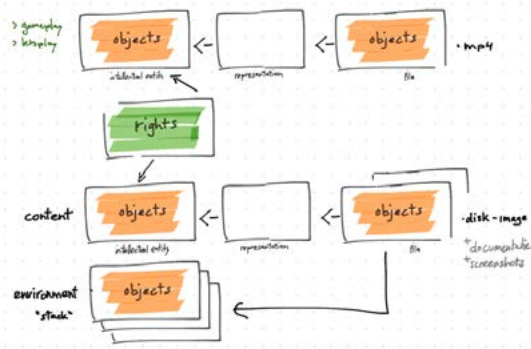 > gameplay
> letsplay
objects
objects
.mp4
intellectual entity
representation
file
rights
content
objects
objects
.disk-image
intellectual entity
representation
file
+ screenshots
environment
"stack"
objects